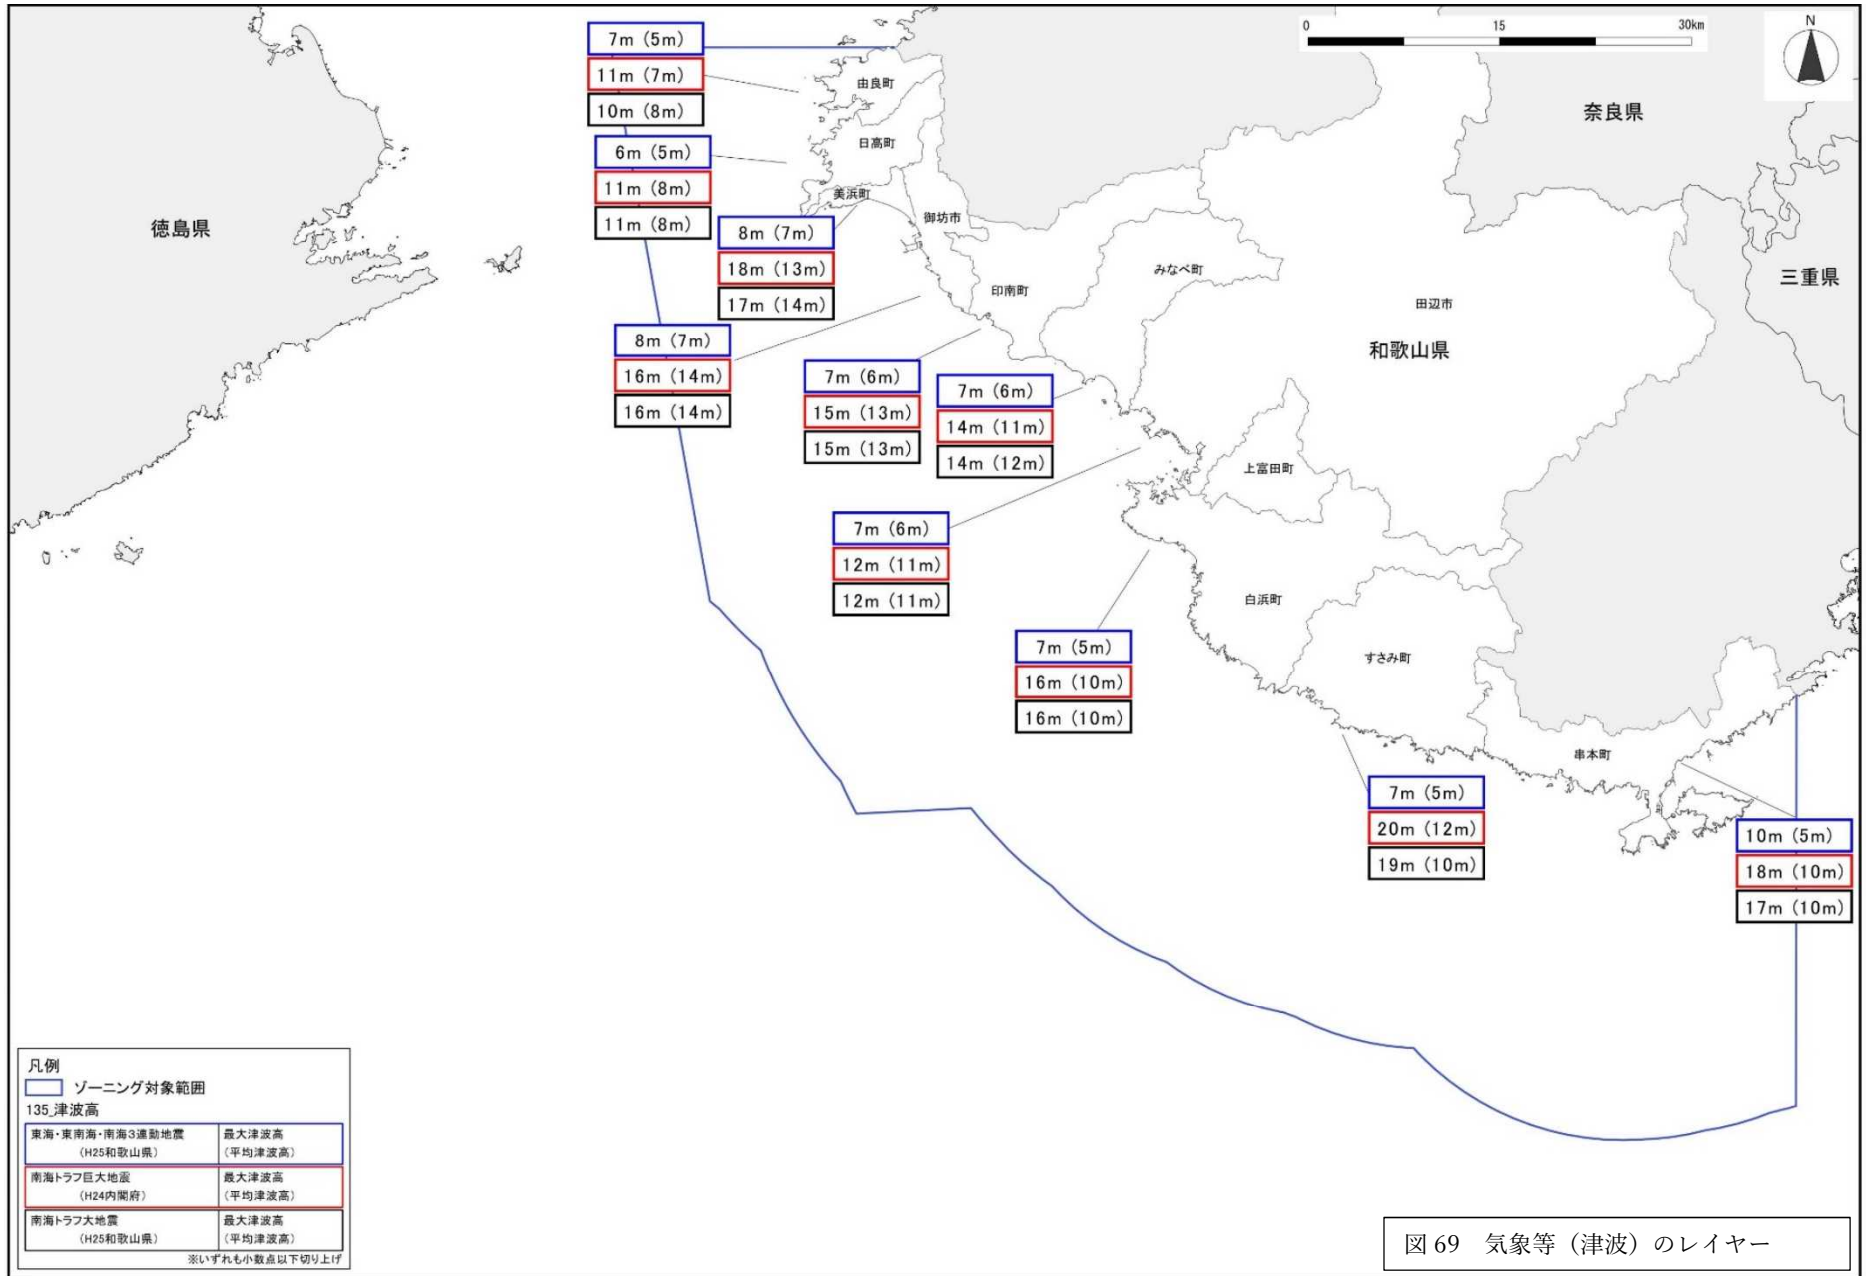 0 15 30km
N
7m（5m）
11m（7m）
10m（8m）
由良町
奈良県
6m（5m）
11m（8m）
11m（8m）
日高町
美浜町
御坊市
徳島県
8m（7m）
18m（13m）
17m（14m）
印南町
みなべ町
田辺市
三重県
和歌山県
8m（7m）
16m（14m）
16m（14m）
7m（6m）
15m（13m）
15m（13m）
7m（6m）
14m（11m）
14m（12m）
上富田町
7m（6m）
12m（11m）
12m（11m）
白浜町
すさみ町
7m（5m）
16m（10m）
16m（10m）
串本町
7m（5m）
20m（12m）
19m（10m）
10m（5m）
18m（10m）
17m（10m）
凡例
ゾーニング対象範囲
135_津波高
東海・東南海・南海3連動地震 最大津波高
（H25和歌山県） （平均津波高）
南海トラフ巨大地震 最大津波高
（H24内閣府） （平均津波高）
南海トラフ大地震 最大津波高
（H25和歌山県） （平均津波高）
※いずれも小数点以下切り上げ
図 69　気象等（津波）のレイヤー